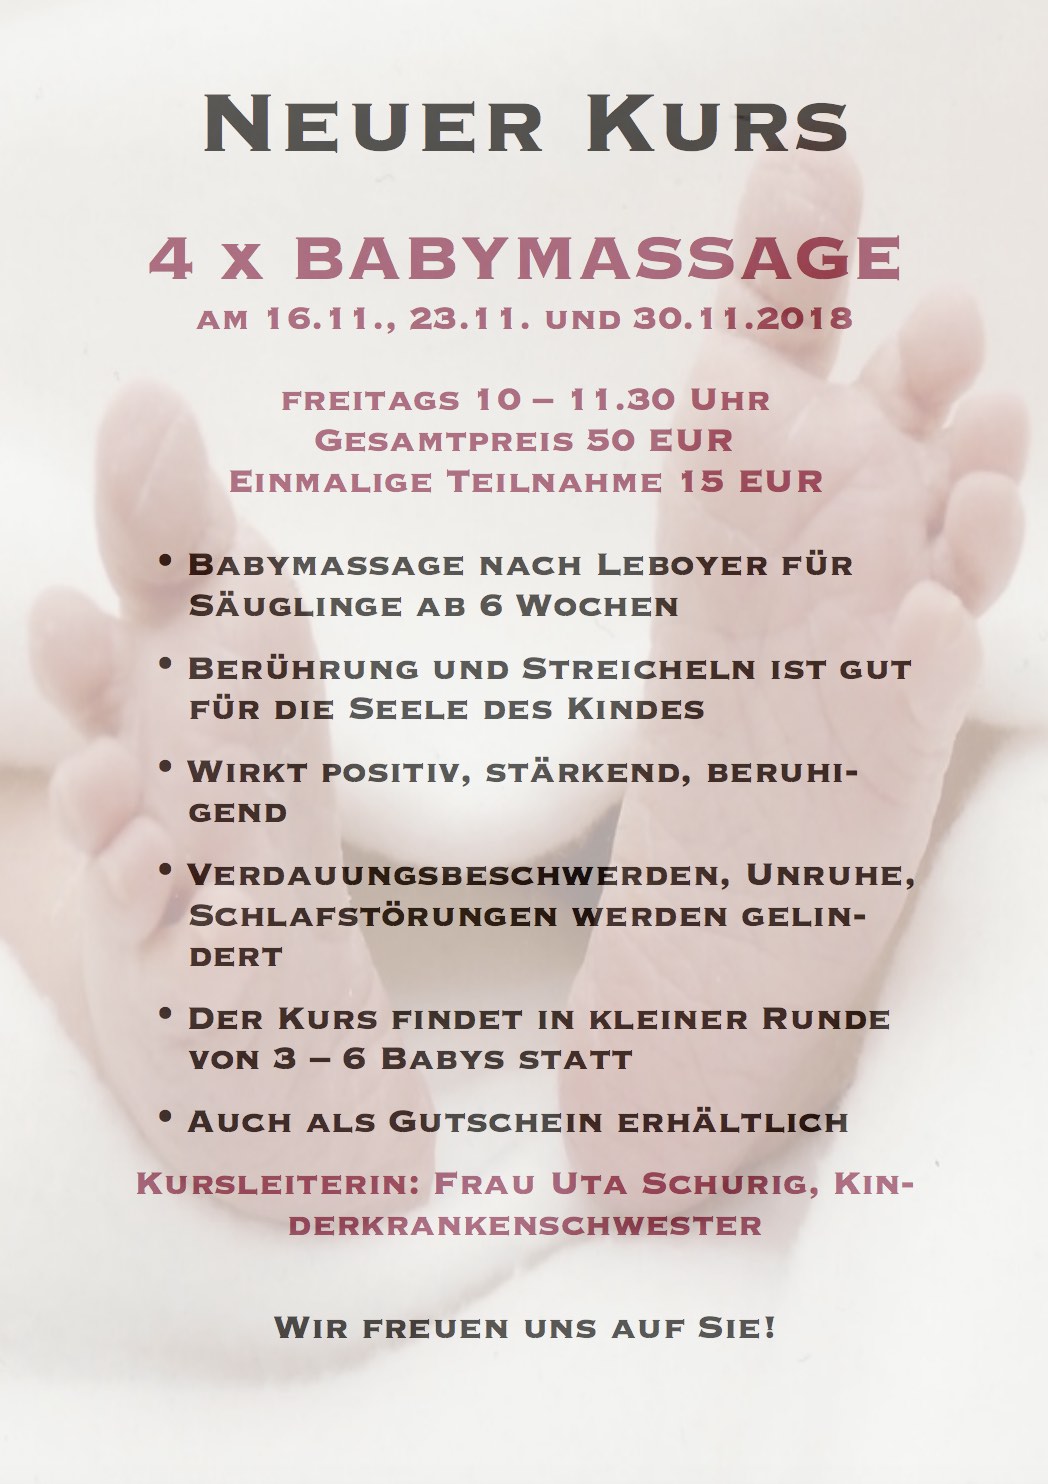 Neuer Kurs
4 x BABYMASSAGE
am 16.11., 23.11. und 30.11.2018
freitags 10 – 11.30 Uhr
Gesamtpreis 50 EUR
Einmalige Teilnahme 15 EUR
• Babymassage nach Leboyer für
Säuglinge ab 6 Wochen
• Berührung und Streicheln ist gut
für die Seele des Kindes
• Wirkt positiv, stärkend, beruhi-
gend
• Verdauungsbeschwerden, Unruhe,
Schlafstörungen werden gelin-
dert
• Der Kurs findet in kleiner Runde
von 3 – 6 Babys statt
• Auch als Gutschein erhältlich
Kursleiterin: Frau Uta Schurig, Kin-
derkrankenschwester
Wir freuen uns auf Sie!